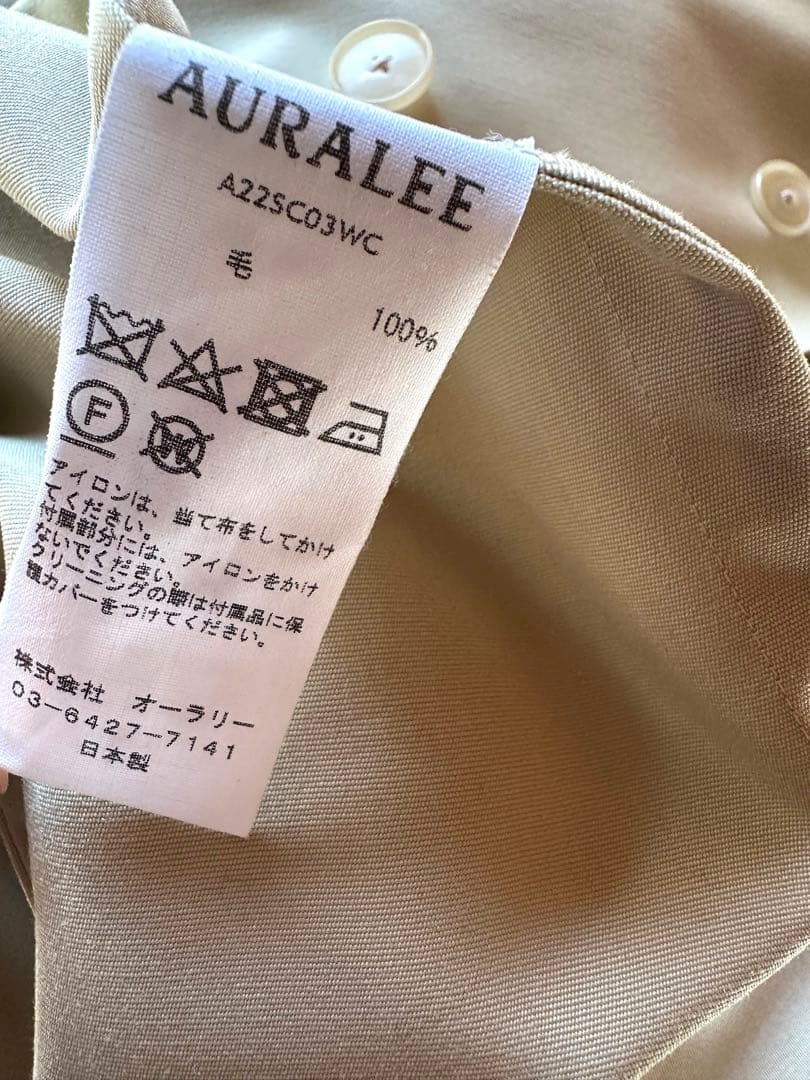 AURALEE
A22SC03WC
毛
100%
F
W
アイロンは、当て布をしてかけ
てください。
付属部分には、アイロンをかけ
ないでください。
クリーニングの際は付属品に保
護カバーをつけてください。
株式会社 オーラリー
03-6427-7141
日本製